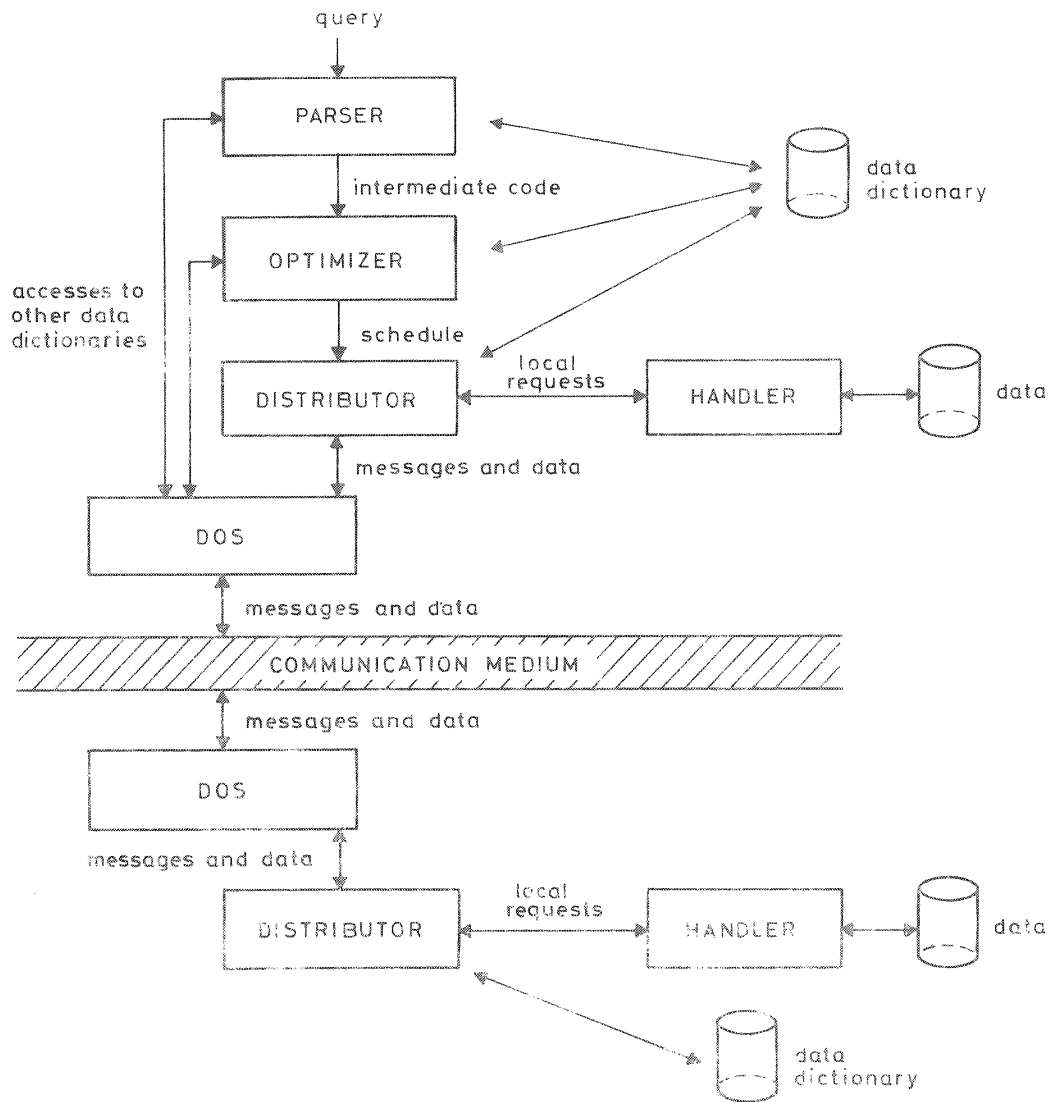 query
PARSER
data
dictionary
intermediate code
OPTIMIZER
accesses to
other data
dictionaries
schedule
local
requests
DISTRIBUTOR
HANDLER
data
messages and data
DOS
messages and data
COMMUNICATION MEDIUM
messages and data
DOS
messages and data
local
requests
DISTRIBUTOR
HANDLER
data
data
dictionary